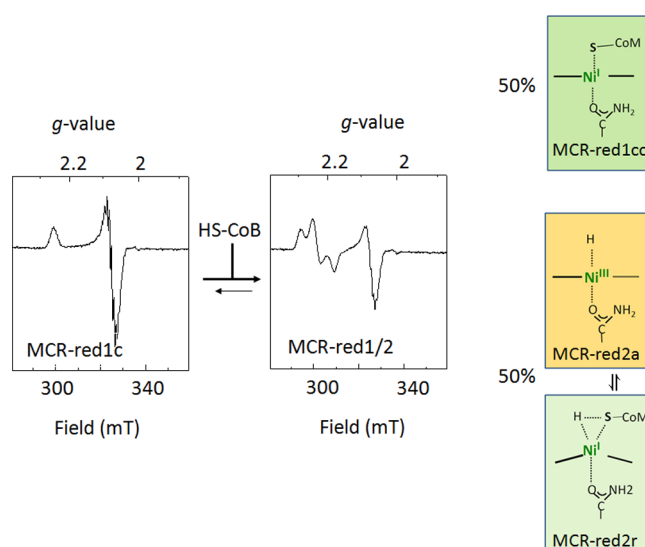 g-value
2.2 2
MCR-red1c
300 340
Field (mT)
HS-CoB
g-value
2.2 2
MCR-red1/2
300 340
Field (mT)
50%
S CoM
Ni^I
O NH₂
C
MCR-red1cc
50%
H
Ni^III
O NH₂
C
MCR-red2a
⇌
H S CoM
Ni^I
O NH2
C
MCR-red2r